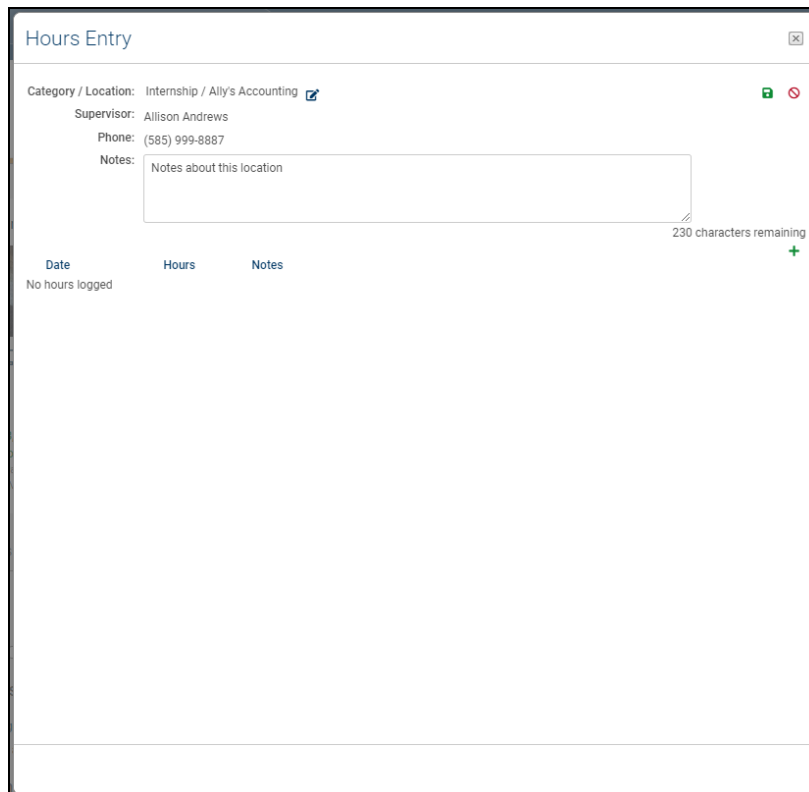 Hours Entry
Category / Location: Internship / Ally's Accounting
Supervisor: Allison Andrews
Phone: (585) 999-8887
Notes: Notes about this location
230 characters remaining
Date Hours Notes
No hours logged